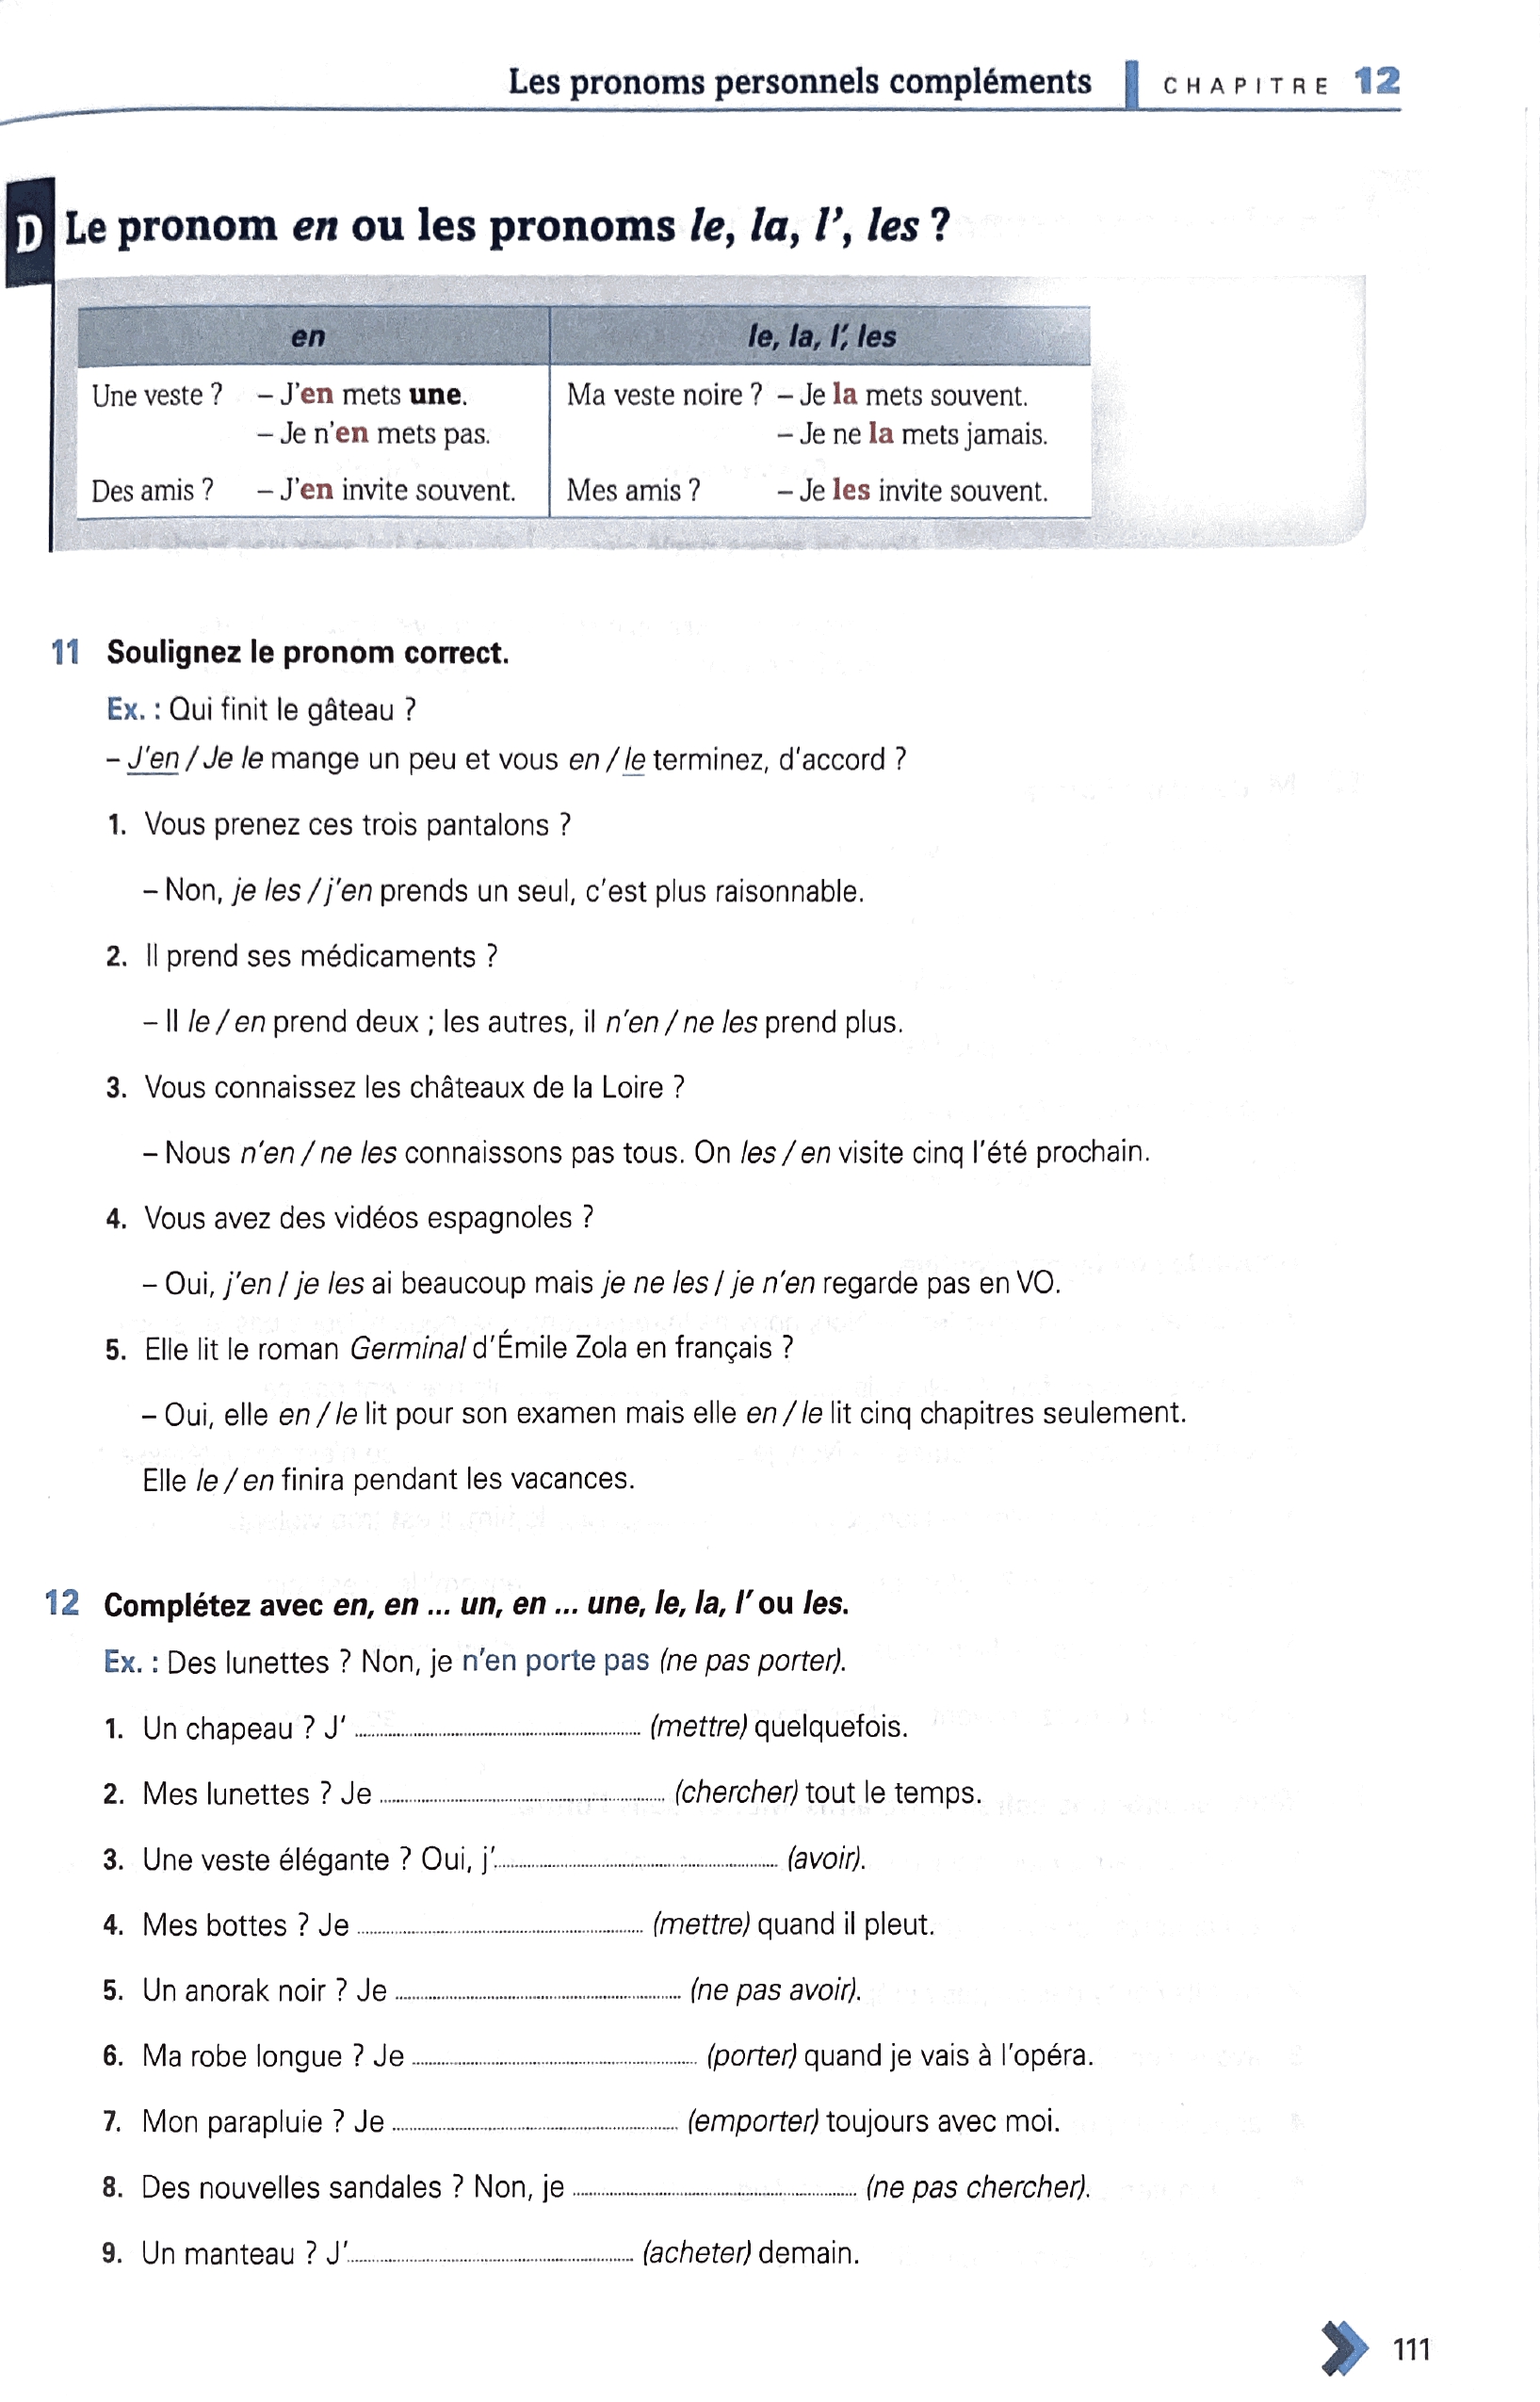 Les pronoms personnels compléments | CHAPITRE 12
D Le pronom en ou les pronoms le, la, l', les ?
en
le, la, l', les
Une veste ? – J'en mets une.
– Je n'en mets pas.
Des amis ? – J'en invite souvent.
Ma veste noire ? – Je la mets souvent.
– Je ne la mets jamais.
Mes amis ? – Je les invite souvent.
11 Soulignez le pronom correct.
Ex. : Qui finit le gâteau ?
– J'en / Je le mange un peu et vous en / le terminez, d'accord ?
1. Vous prenez ces trois pantalons ?
– Non, je les / j'en prends un seul, c'est plus raisonnable.
2. Il prend ses médicaments ?
– Il le / en prend deux ; les autres, il n'en / ne les prend plus.
3. Vous connaissez les châteaux de la Loire ?
– Nous n'en / ne les connaissons pas tous. On les / en visite cinq l'été prochain.
4. Vous avez des vidéos espagnoles ?
– Oui, j'en / je les ai beaucoup mais je ne les / je n'en regarde pas en VO.
5. Elle lit le roman Germinal d'Émile Zola en français ?
– Oui, elle en / le lit pour son examen mais elle en / le lit cinq chapitres seulement.
Elle le / en finira pendant les vacances.
12 Complétez avec en, en ... un, en ... une, le, la, l' ou les.
Ex. : Des lunettes ? Non, je n'en porte pas (ne pas porter).
1. Un chapeau ? J' ........................ (mettre) quelquefois.
2. Mes lunettes ? Je ........................ (chercher) tout le temps.
3. Une veste élégante ? Oui, j'........................ (avoir).
4. Mes bottes ? Je ........................ (mettre) quand il pleut.
5. Un anorak noir ? Je ........................ (ne pas avoir).
6. Ma robe longue ? Je ........................ (porter) quand je vais à l'opéra.
7. Mon parapluie ? Je ........................ (emporter) toujours avec moi.
8. Des nouvelles sandales ? Non, je ........................ (ne pas chercher).
9. Un manteau ? J'........................ (acheter) demain.
111